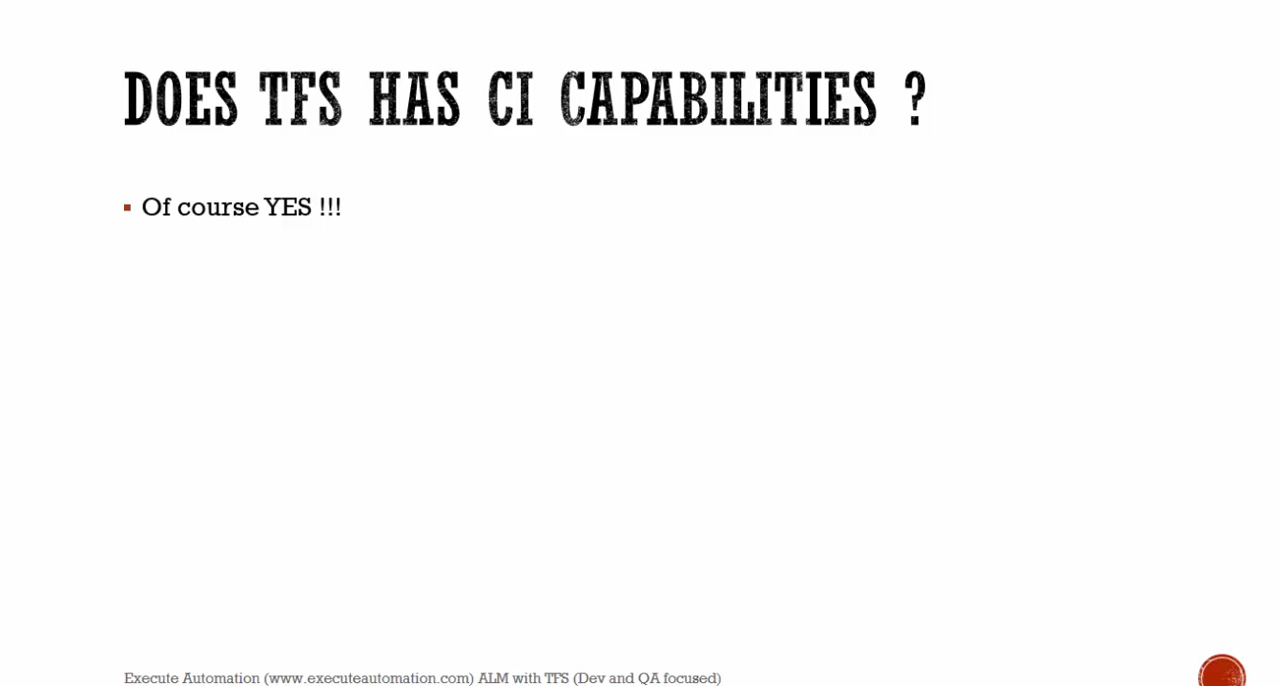 DOES TFS HAS CI CAPABILITIES ?
Of course YES !!!
Execute Automation (www.executeautomation.com) ALM with TFS (Dev and QA focused)